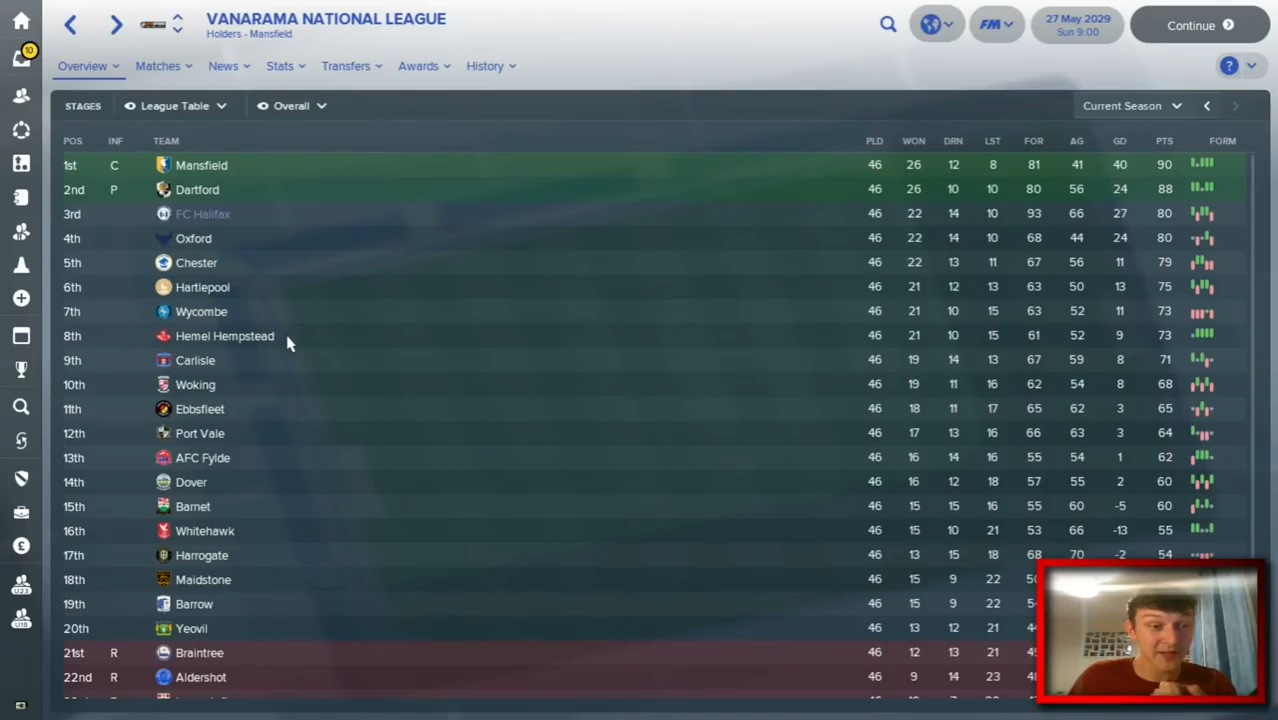 VANARAMA NATIONAL LEAGUE
Holders - Mansfield
FM
27 May 2029
Sun 9:00
Continue
10
Overview Matches News Stats Transfers Awards History
?
STAGES League Table Overall Current Season
POS INF TEAM PLD WON DRN LST FOR AG GD PTS FORM
1st C Mansfield 46 26 12 8 81 41 40 90
2nd P Dartford 46 26 10 10 80 56 24 88
3rd FC Halifax 46 22 14 10 93 66 27 80
4th Oxford 46 22 14 10 68 44 24 80
5th Chester 46 22 13 11 67 56 11 79
6th Hartlepool 46 21 12 13 63 50 13 75
7th Wycombe 46 21 10 15 63 52 11 73
8th Hemel Hempstead 46 21 10 15 61 52 9 73
9th Carlisle 46 19 14 13 67 59 8 71
10th Woking 46 19 11 16 62 54 8 68
11th Ebbsfleet 46 18 11 17 65 62 3 65
12th Port Vale 46 17 13 16 66 63 3 64
13th AFC Fylde 46 16 14 16 55 54 1 62
14th Dover 46 16 12 18 57 55 2 60
15th Barnet 46 15 15 16 55 60 -5 60
16th Whitehawk 46 15 10 21 53 66 -13 55
17th Harrogate 46 13 15 18 68 70 -2 54
18th Maidstone 46 15 9 22
19th Barrow 46 15 9 22
20th Yeovil 46 13 12 21
21st R Braintree 46 12 13 21
22nd R Aldershot 46 9 14 23
£
U23
U18